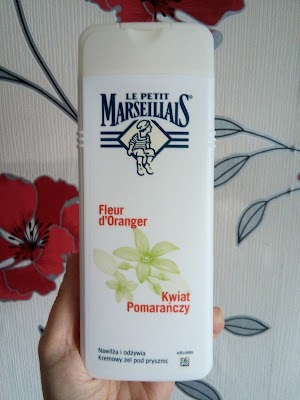 LE PETIT
MARSEILLAIS®
Fleur
d'Oranger
Kwiat
Pomarańczy
Nawilża i odżywia
Kremowy żel pod prysznic